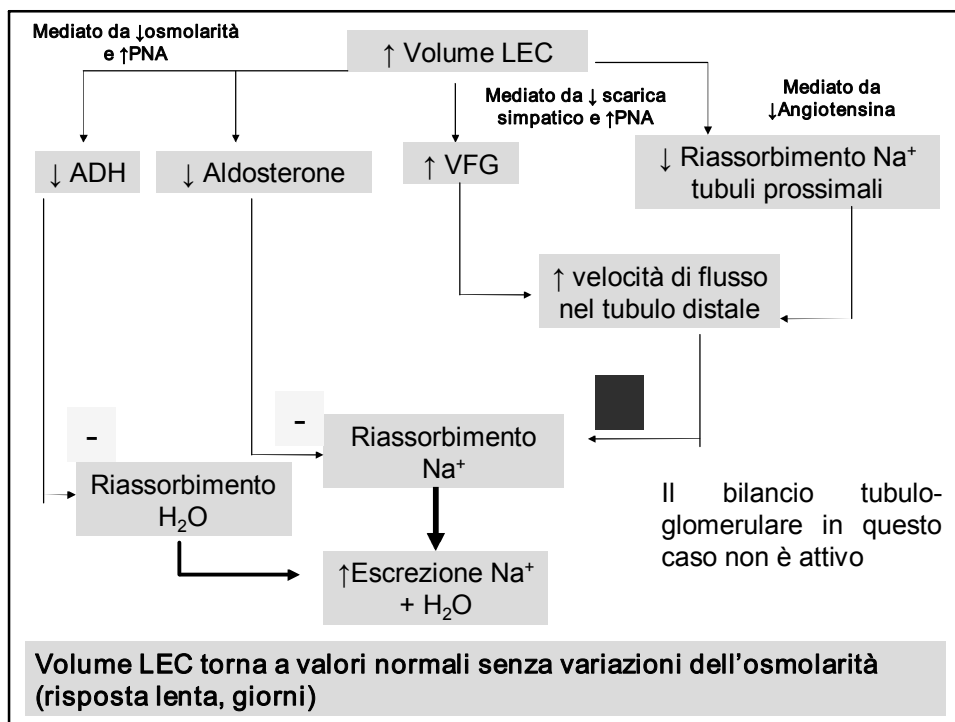 Mediato da ↓osmolarità
e ↑PNA
↑ Volume LEC
Mediato da ↓ scarica
simpatico e ↑PNA
Mediato da
↓Angiotensina
↓ ADH
↓ Aldosterone
↑ VFG
↓ Riassorbimento Na⁺
tubuli prossimali
↑ velocità di flusso
nel tubulo distale
-
-
Riassorbimento
Na⁺
Riassorbimento
H₂O
Il bilancio tubulo-
glomerulare in questo
caso non è attivo
↑Escrezione Na⁺
+ H₂O
Volume LEC torna a valori normali senza variazioni dell'osmolarità
(risposta lenta, giorni)